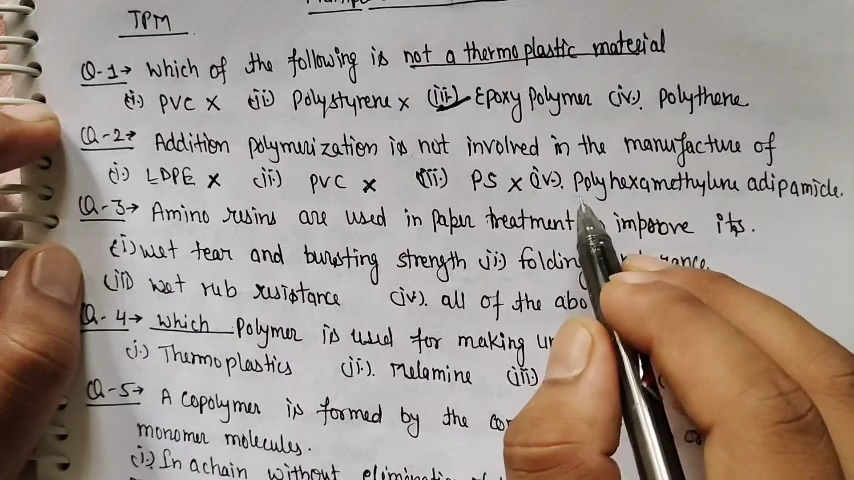 TPM
Q-1→ Which of the following is not a thermoplastic material
(i.) PVC × (ii) Polystyrene × (iii) Epoxy Polymer (iv). Polythene
Q-2→ Addition polymerization is not involved in the manufacture of
(i.) LDPE × (ii.) PVC × (iii) PS × (iv). Polyhexamethylene adipamide.
Q-3→ Amino resins are used in paper treatment improve its.
(i) wet tear and bursting strength (ii) folding
(iii) wet rub resistance (iv). all of the
Q-4→ which Polymer is used for making
(i.) Thermoplastics (ii.). Melamine (iii)
Q-5→ A copolymer is formed by the
monomer molecules.
(i.) In a chain without